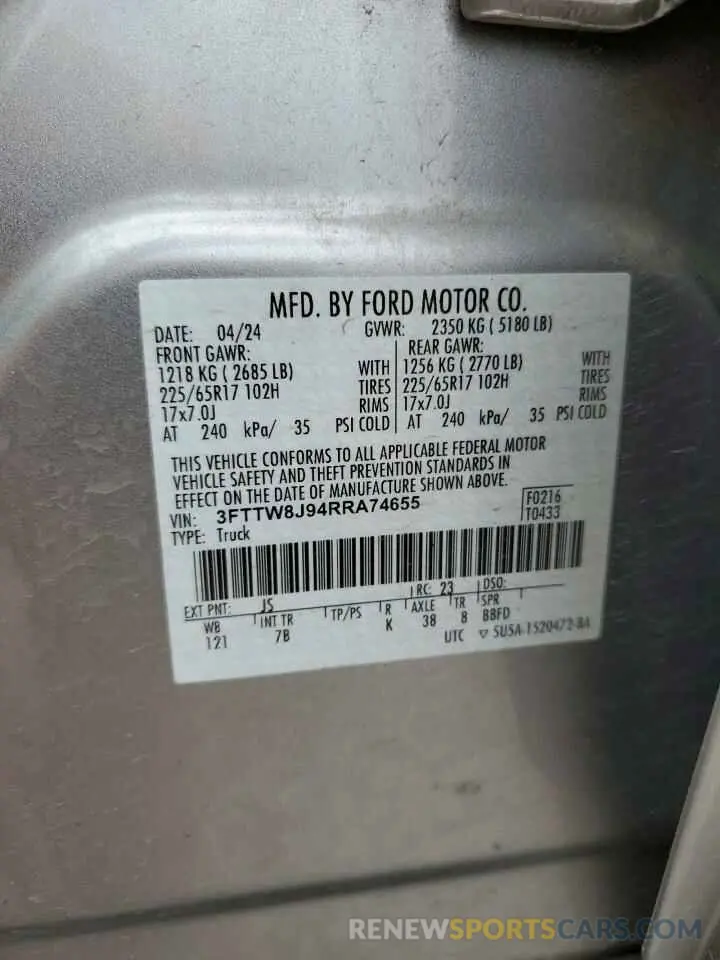 MFD. BY FORD MOTOR CO.
DATE: 04/24 GVWR: 2350 KG ( 5180 LB)
FRONT GAWR: REAR GAWR:
1218 KG ( 2685 LB) WITH 1256 KG ( 2770 LB) WITH
225/65R17 102H TIRES 225/65R17 102H TIRES
17x7.0J RIMS 17x7.0J RIMS
AT 240 kPa/ 35 PSI COLD AT 240 kPa/ 35 PSI COLD
THIS VEHICLE CONFORMS TO ALL APPLICABLE FEDERAL MOTOR
VEHICLE SAFETY AND THEFT PREVENTION STANDARDS IN
EFFECT ON THE DATE OF MANUFACTURE SHOWN ABOVE.
VIN: 3FTTW8J94RRA74655 F0216
TYPE: Truck T0433
EXT PNT: JS RC: 23 DSO:
WB INT TR TP/PS R AXLE TR SPR
121 7B K 38 8 BBFD
UTC ▽ SU5A-1520472-BA
RENEWSPORTSCARS.COM